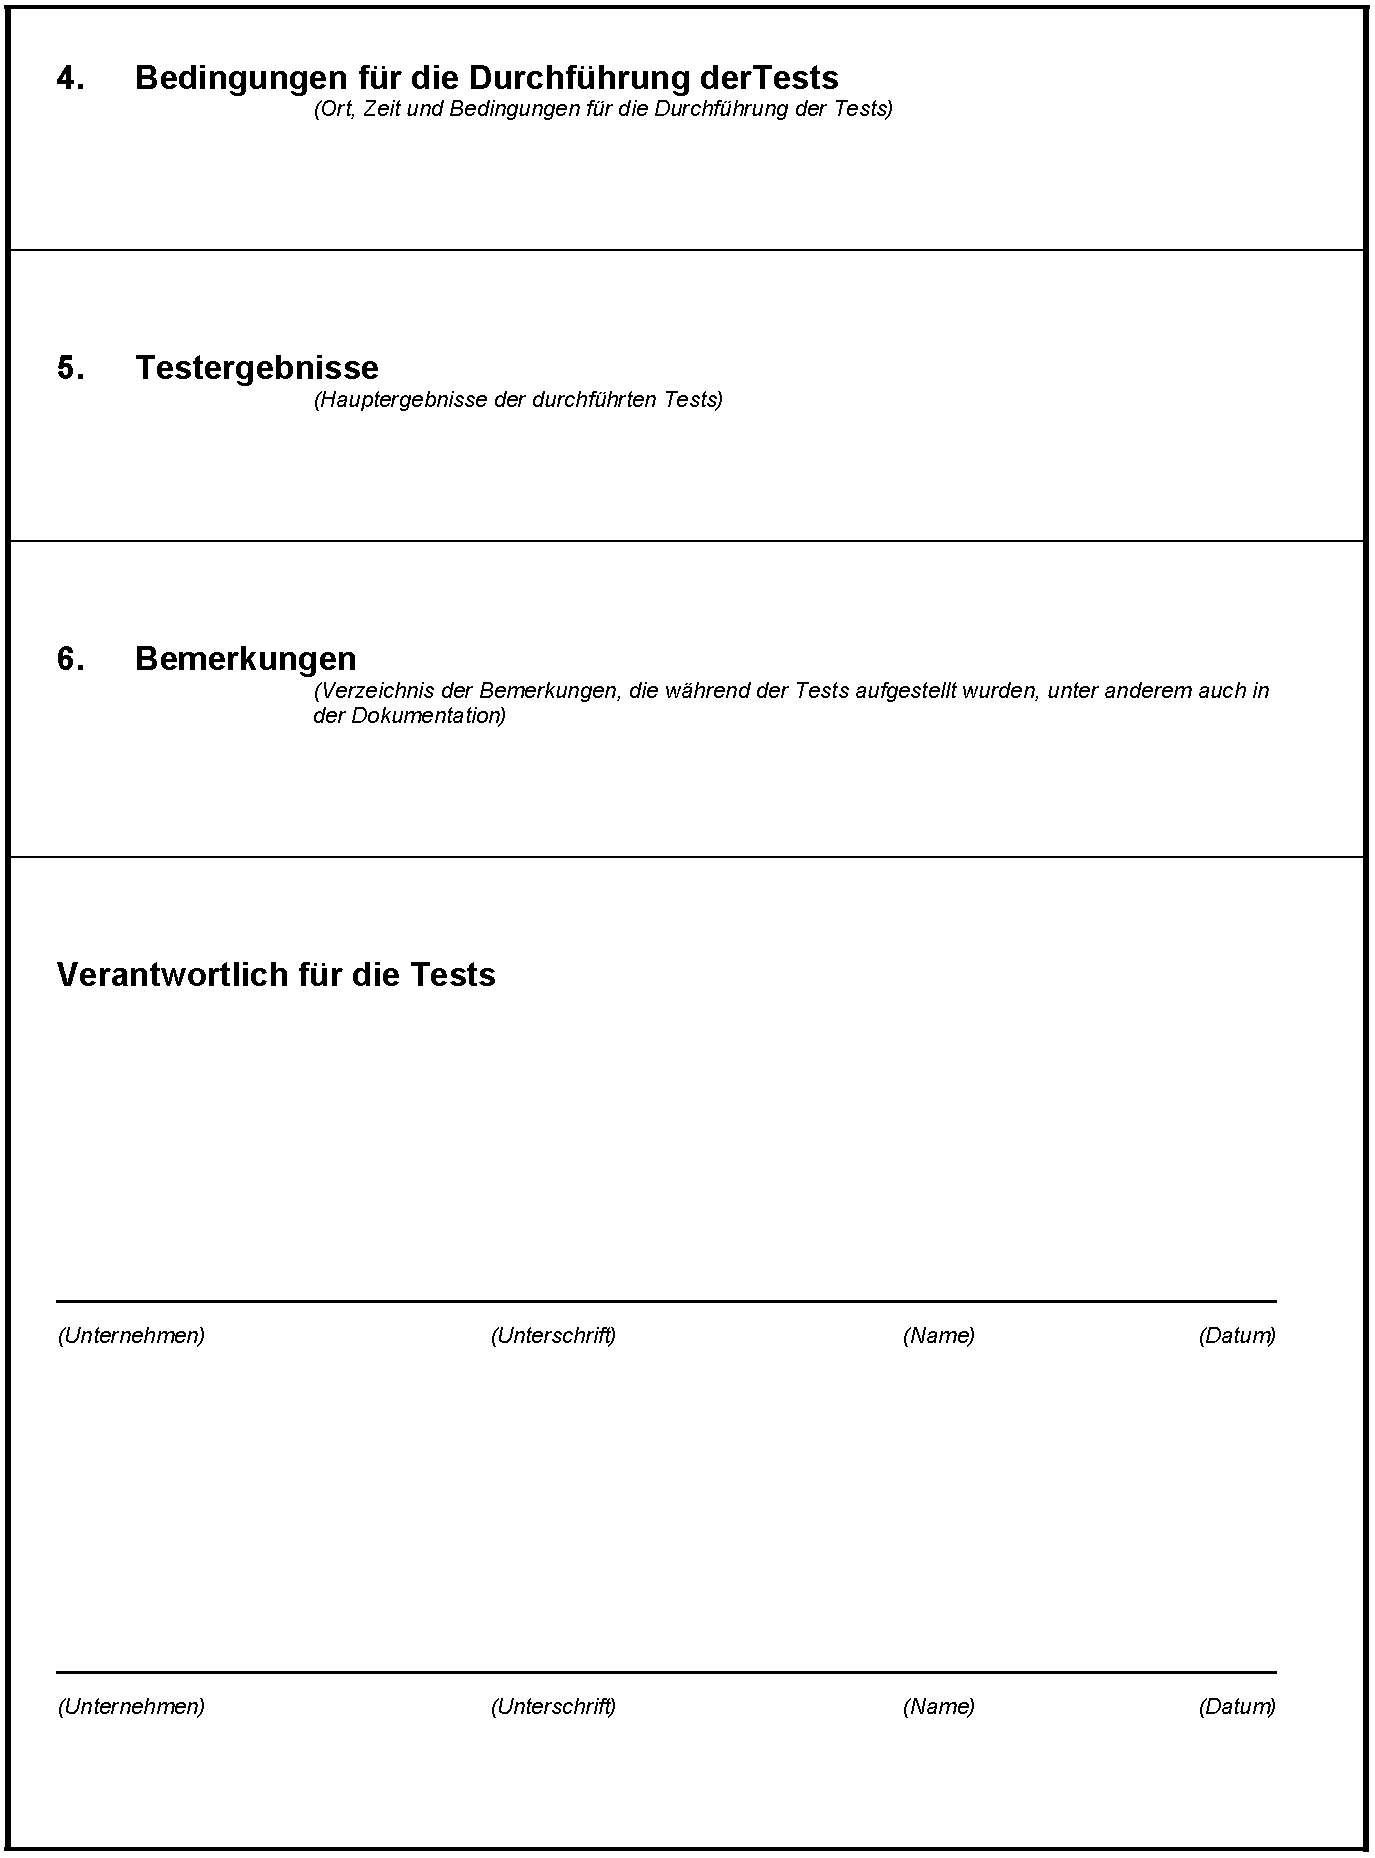 4. Bedingungen für die Durchführung derTests
(Ort, Zeit und Bedingungen für die Durchführung der Tests)
5. Testergebnisse
(Hauptergebnisse der durchführten Tests)
6. Bemerkungen
(Verzeichnis der Bemerkungen, die während der Tests aufgestellt wurden, unter anderem auch in
der Dokumentation)
Verantwortlich für die Tests
(Unternehmen) (Unterschrift) (Name) (Datum)
(Unternehmen) (Unterschrift) (Name) (Datum)